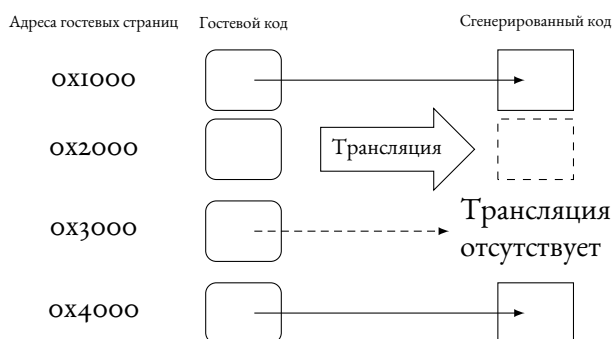 Адреса гостевых страниц Гостевой код Сгенерированный код
0x1000
0x2000 Трансляция
0x3000 Трансляция
отсутствует
0x4000